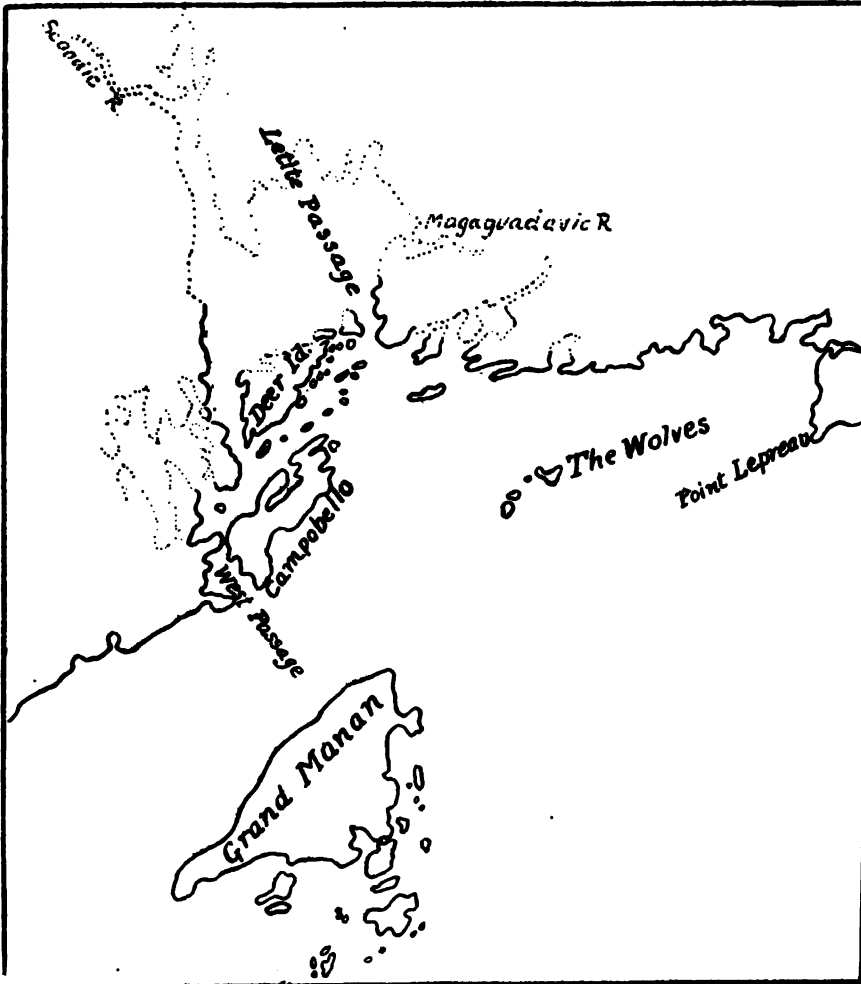 Scoodic R
Letite Passage
Magaguadavic R
Deer Id.
The Wolves
Point Lepreau
Campobello
West Passage
Grand Manan